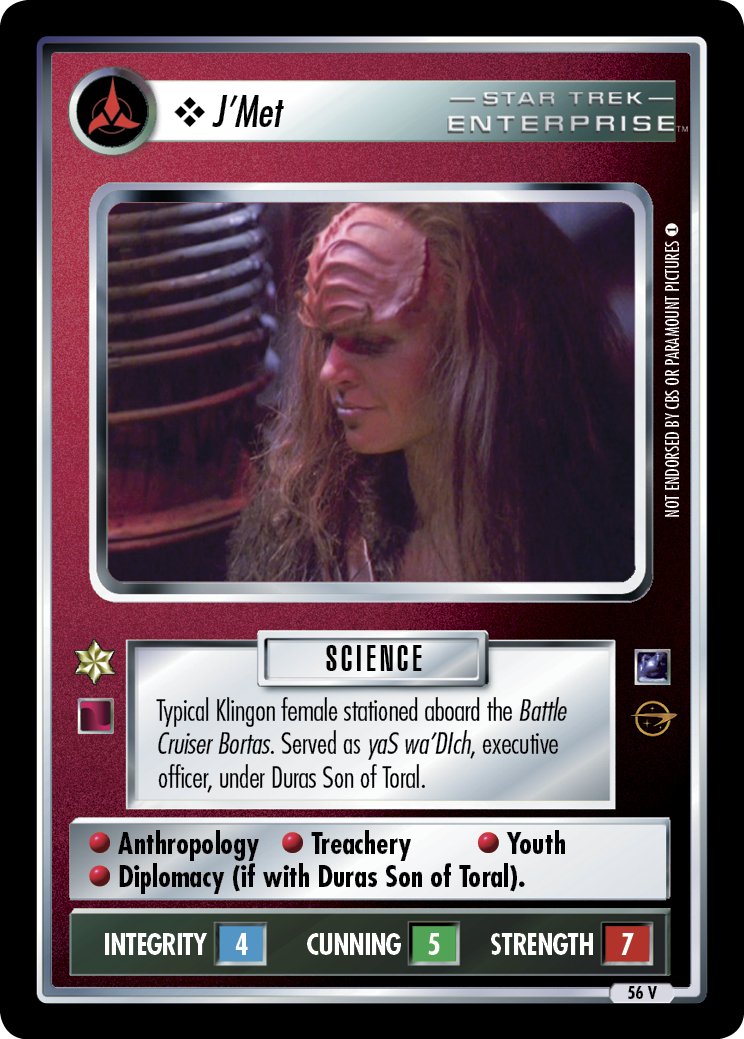 ❖ J’Met
STAR TREK
ENTERPRISE™
NOT ENDORSED BY CBS OR PARAMOUNT PICTURES 1
SCIENCE
Typical Klingon female stationed aboard the Battle
Cruiser Bortas. Served as yaS wa’DIch, executive
officer, under Duras Son of Toral.
Anthropology Treachery Youth
Diplomacy (if with Duras Son of Toral).
INTEGRITY 4 CUNNING 5 STRENGTH 7
56 V